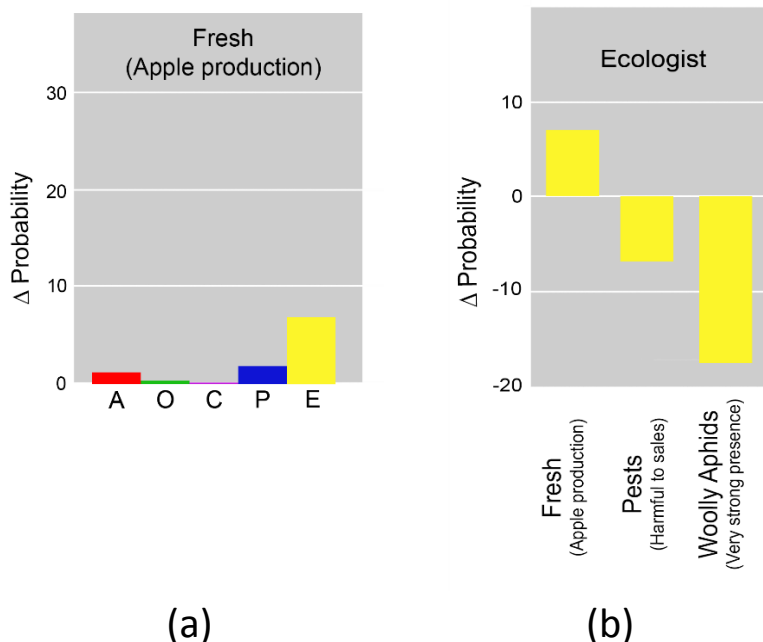 Fresh
(Apple production)
Δ Probability
30
20
10
0
A O C P E
(a)
Ecologist
Δ Probability
10
0
-10
-20
Fresh
(Apple production)
Pests
(Harmful to sales)
Woolly Aphids
(Very strong presence)
(b)